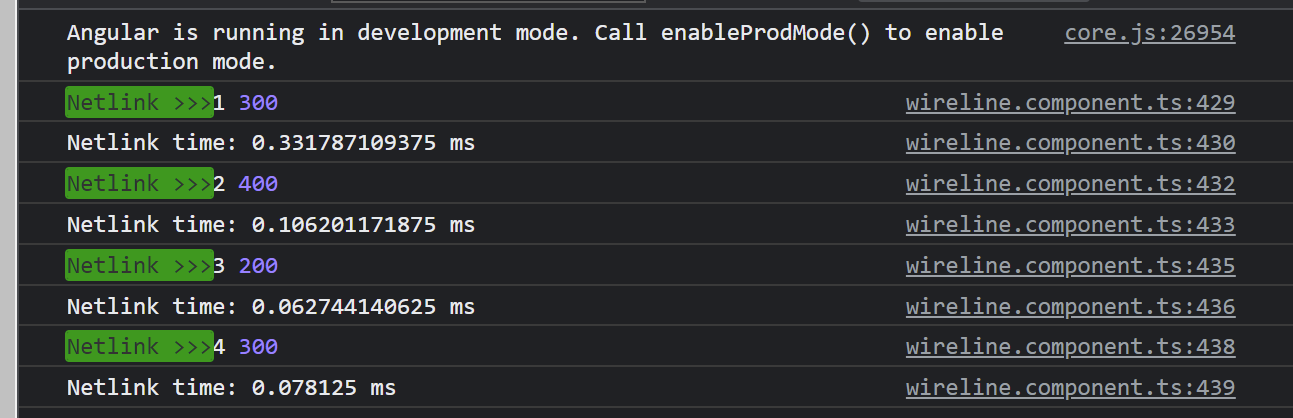 Angular is running in development mode. Call enableProdMode() to enable core.js:26954
production mode.
Netlink >>>1 300 wireline.component.ts:429
Netlink time: 0.331787109375 ms wireline.component.ts:430
Netlink >>>2 400 wireline.component.ts:432
Netlink time: 0.106201171875 ms wireline.component.ts:433
Netlink >>>3 200 wireline.component.ts:435
Netlink time: 0.062744140625 ms wireline.component.ts:436
Netlink >>>4 300 wireline.component.ts:438
Netlink time: 0.078125 ms wireline.component.ts:439